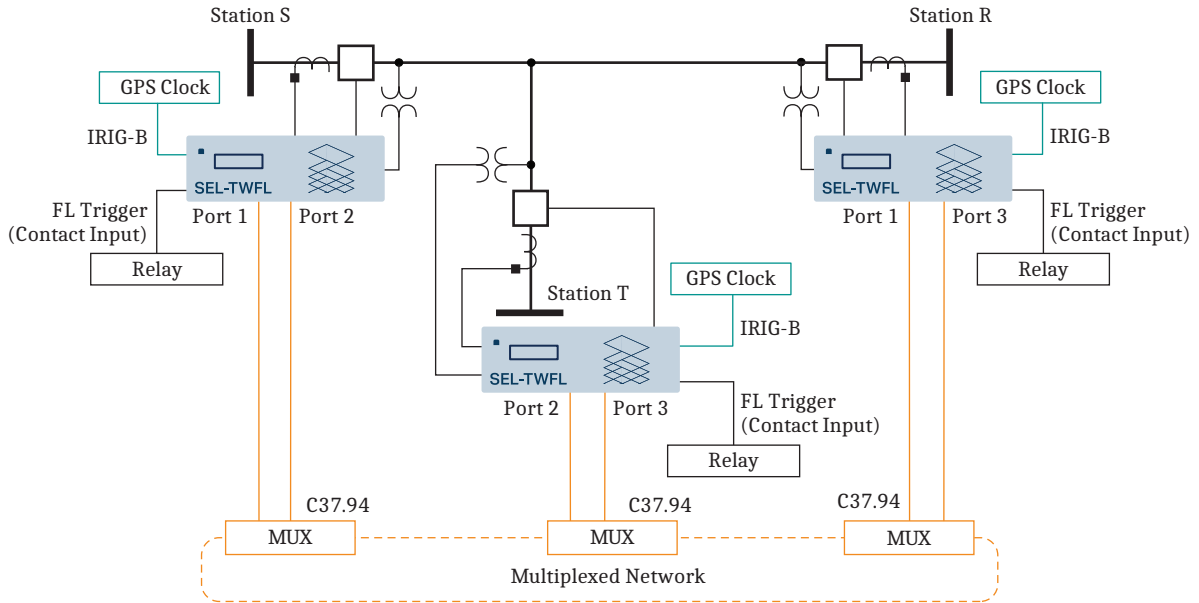 Station S
Station R
GPS Clock
GPS Clock
IRIG-B
IRIG-B
SEL-TWFL
SEL-TWFL
Port 1
Port 2
Port 1
Port 3
FL Trigger
(Contact Input)
FL Trigger
(Contact Input)
Relay
Relay
GPS Clock
Station T
IRIG-B
SEL-TWFL
Port 2
Port 3
FL Trigger
(Contact Input)
Relay
C37.94
C37.94
C37.94
MUX
MUX
MUX
Multiplexed Network